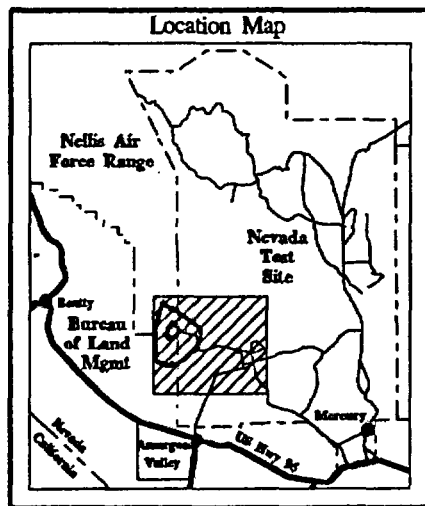 Location Map
Nellis Air
Force Range
Nevada
Test
Site
Beatty
Bureau
of Land
Mgmt
Mercury
Nevada
California
Amargosa
Valley
US Hwy 95